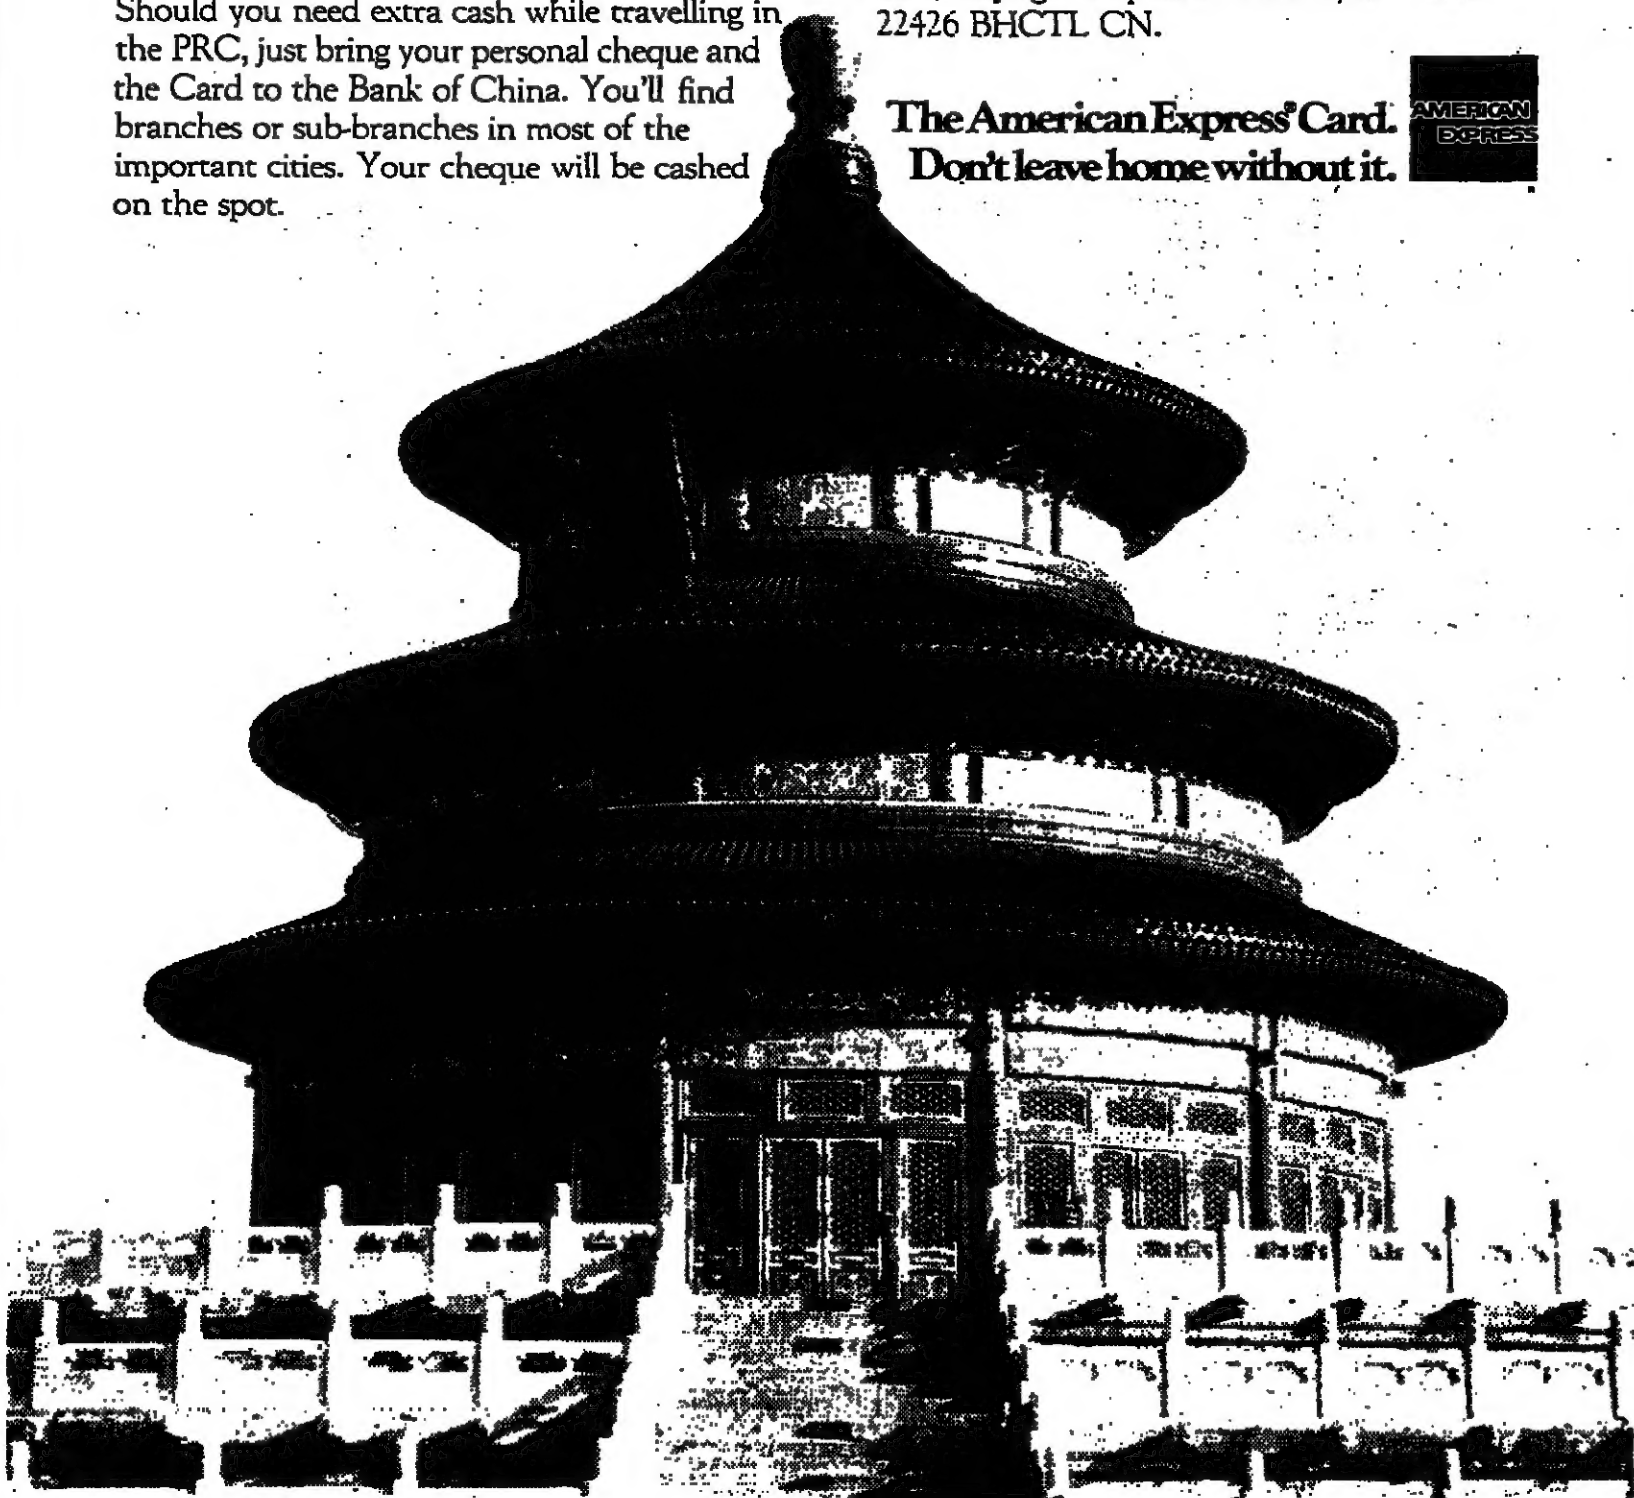 Should you need extra cash while travelling in
the PRC, just bring your personal cheque and
the Card to the Bank of China. You'll find
branches or sub-branches in most of the
important cities. Your cheque will be cashed
on the spot.
22426 BHCTL CN.
The American Express® Card.
Don't leave home without it.
AMERICAN
EXPRESS